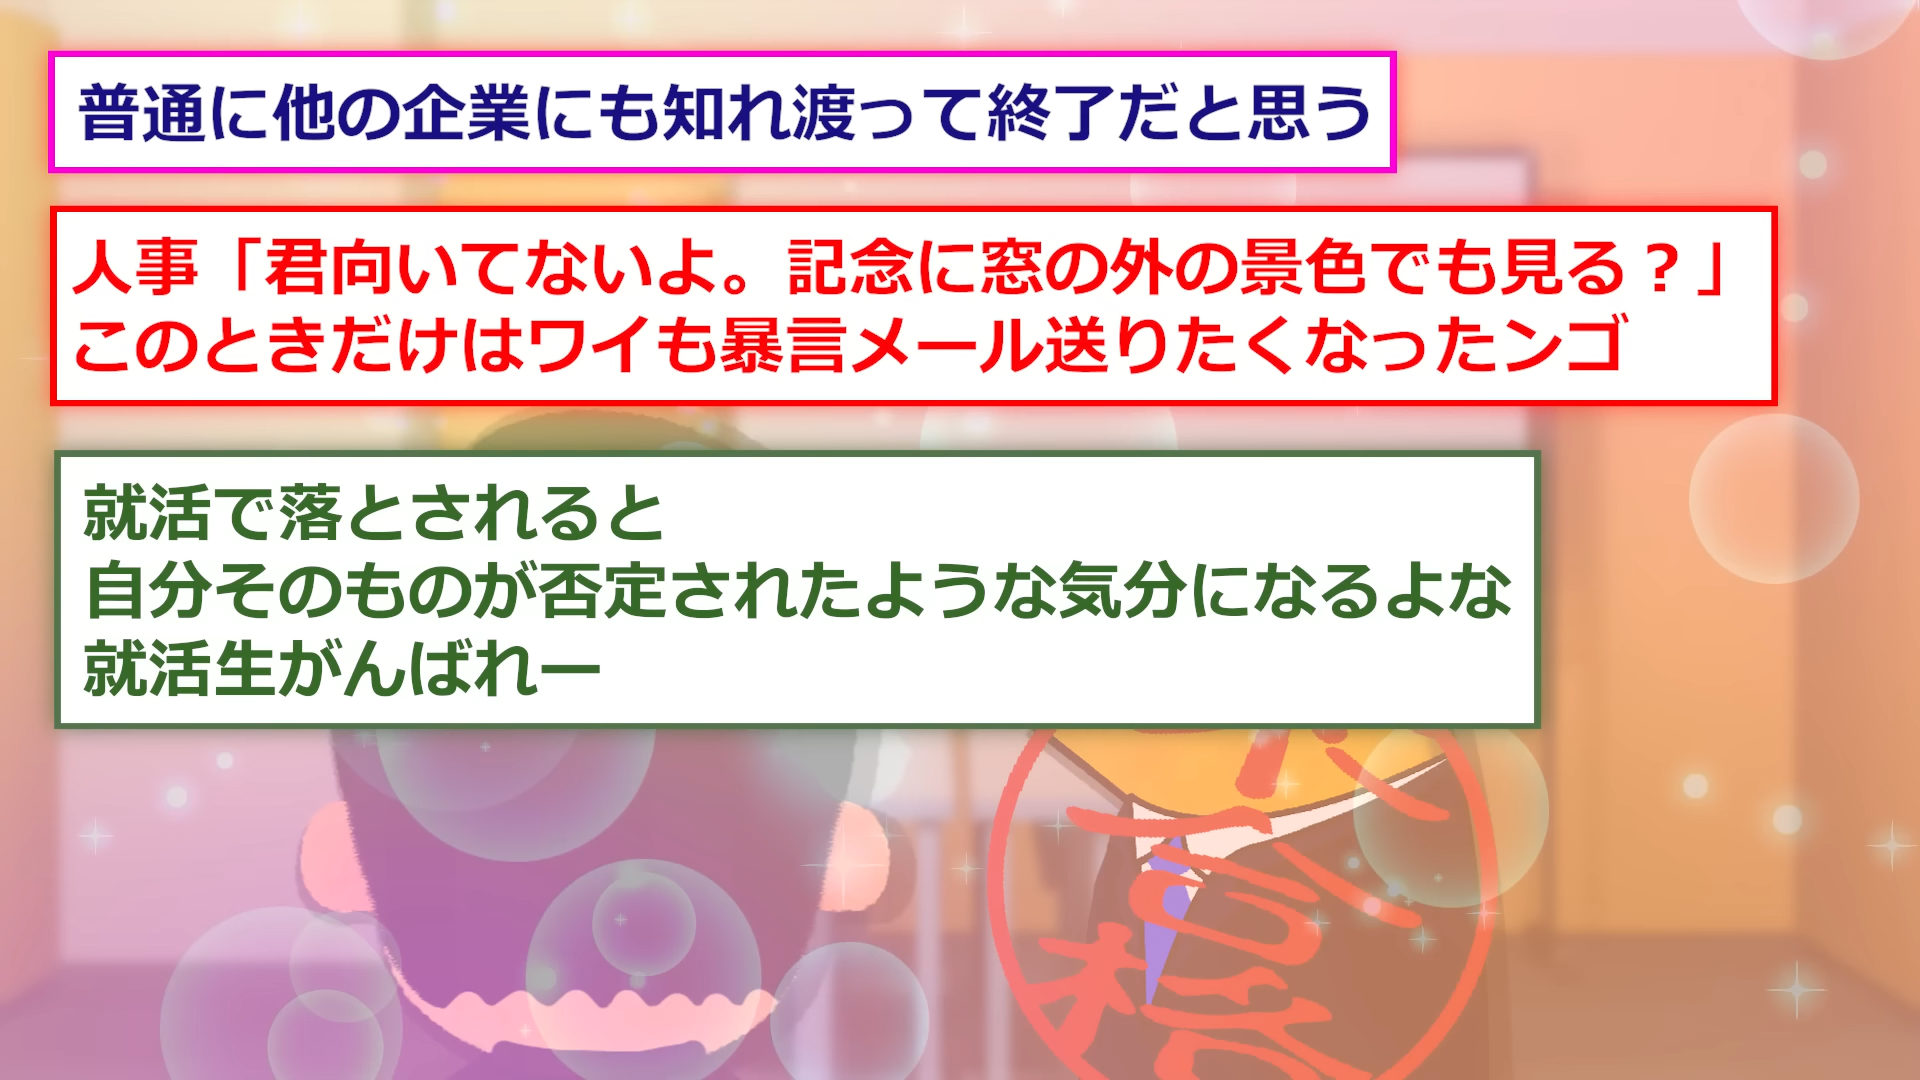 普通に他の企業にも知れ渡って終了だと思う
人事「君向いてないよ。記念に窓の外の景色でも見る？」
このときだけはワイも暴言メール送りたくなったンゴ
就活で落とされると
自分そのものが否定されたような気分になるよな
就活生がんばれー